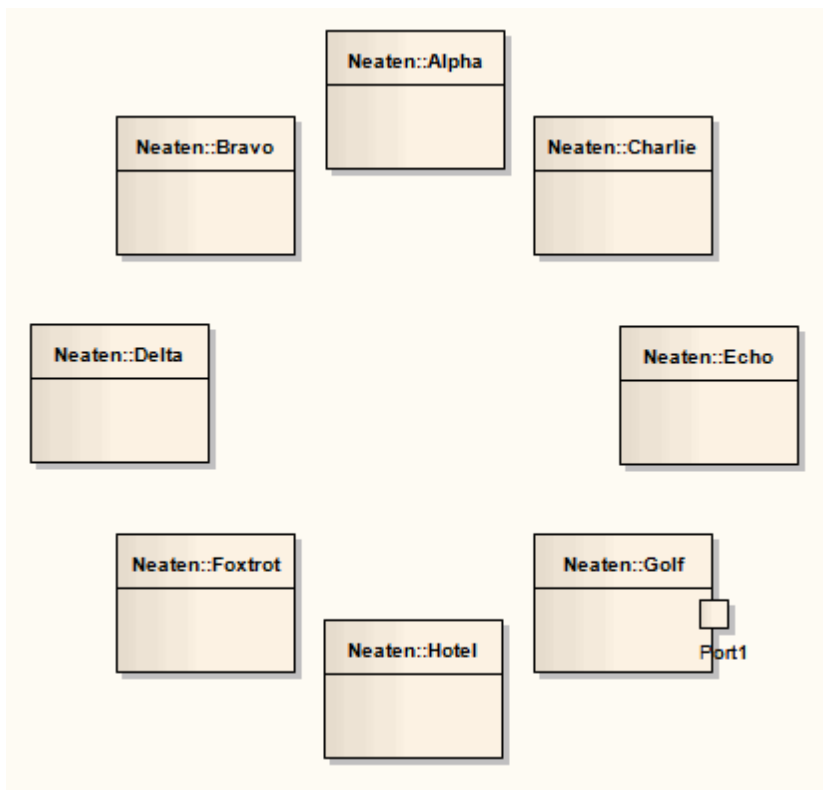 Neaten::Alpha
Neaten::Bravo
Neaten::Charlie
Neaten::Delta
Neaten::Echo
Neaten::Foxtrot
Neaten::Golf
Port1
Neaten::Hotel